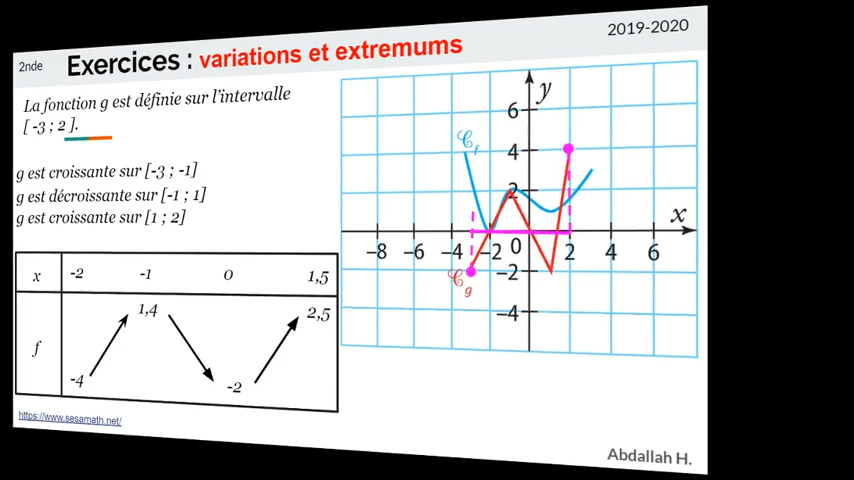 2nde
Exercices : variations et extremums
2019-2020
La fonction g est définie sur l'intervalle
[ -3 ; 2 ].
g est croissante sur [-3 ; -1]
g est décroissante sur [-1 ; 1]
g est croissante sur [1 ; 2]
x -2 -1 0 1,5
f -4 1,4 -2 2,5
https://www.sesamath.net/
y
6
𝒞f
4
2
x
-8 -6 -4 -2 0 2 4 6
-2
𝒞g
-4
Abdallah H.